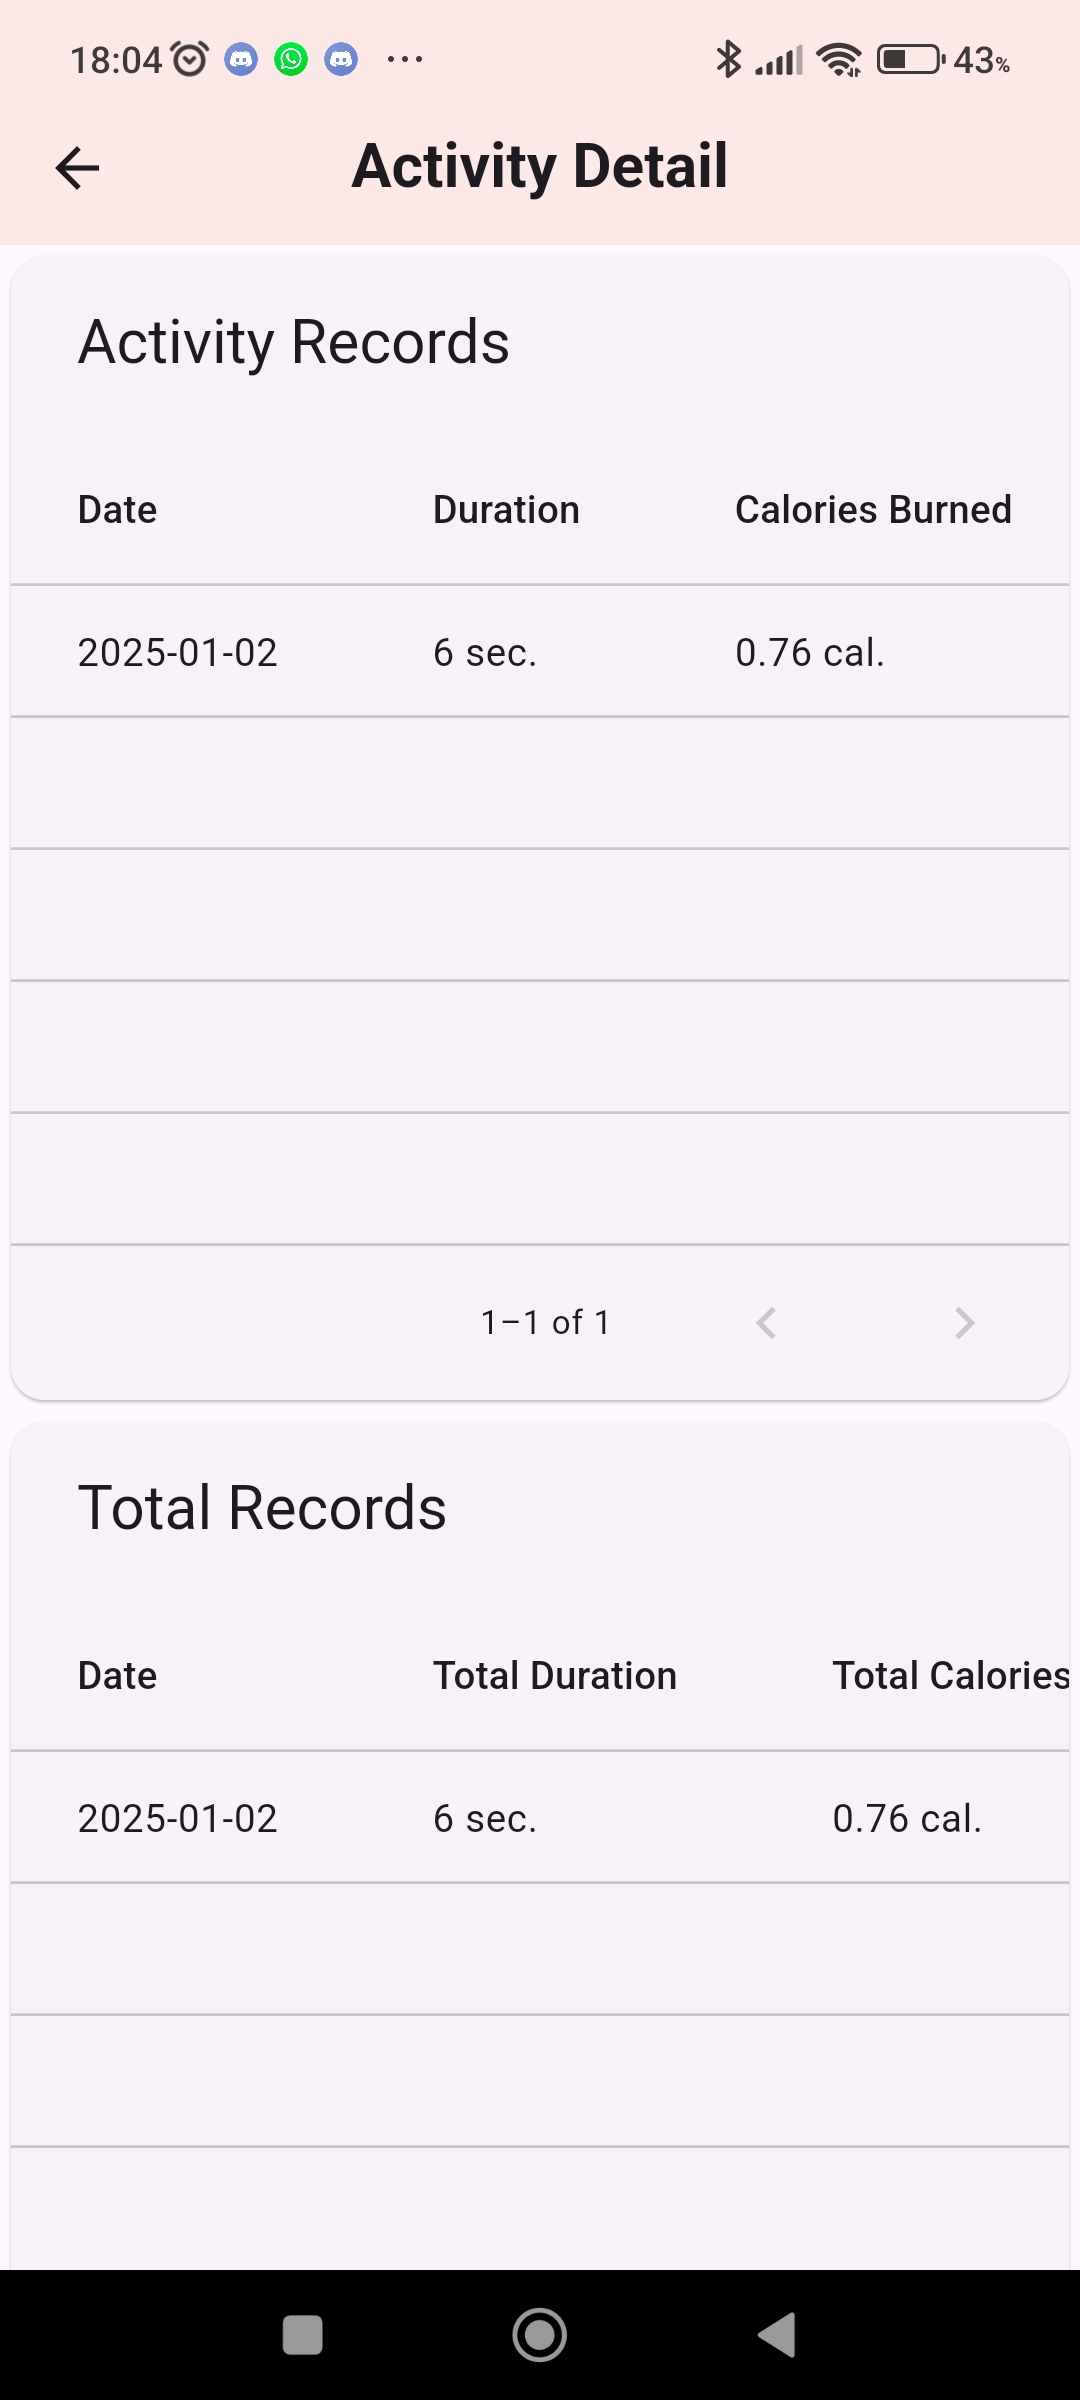 18:04 43%
Activity Detail
Activity Records
Date Duration Calories Burned
2025-01-02 6 sec. 0.76 cal.
1–1 of 1
Total Records
Date Total Duration Total Calories
2025-01-02 6 sec. 0.76 cal.